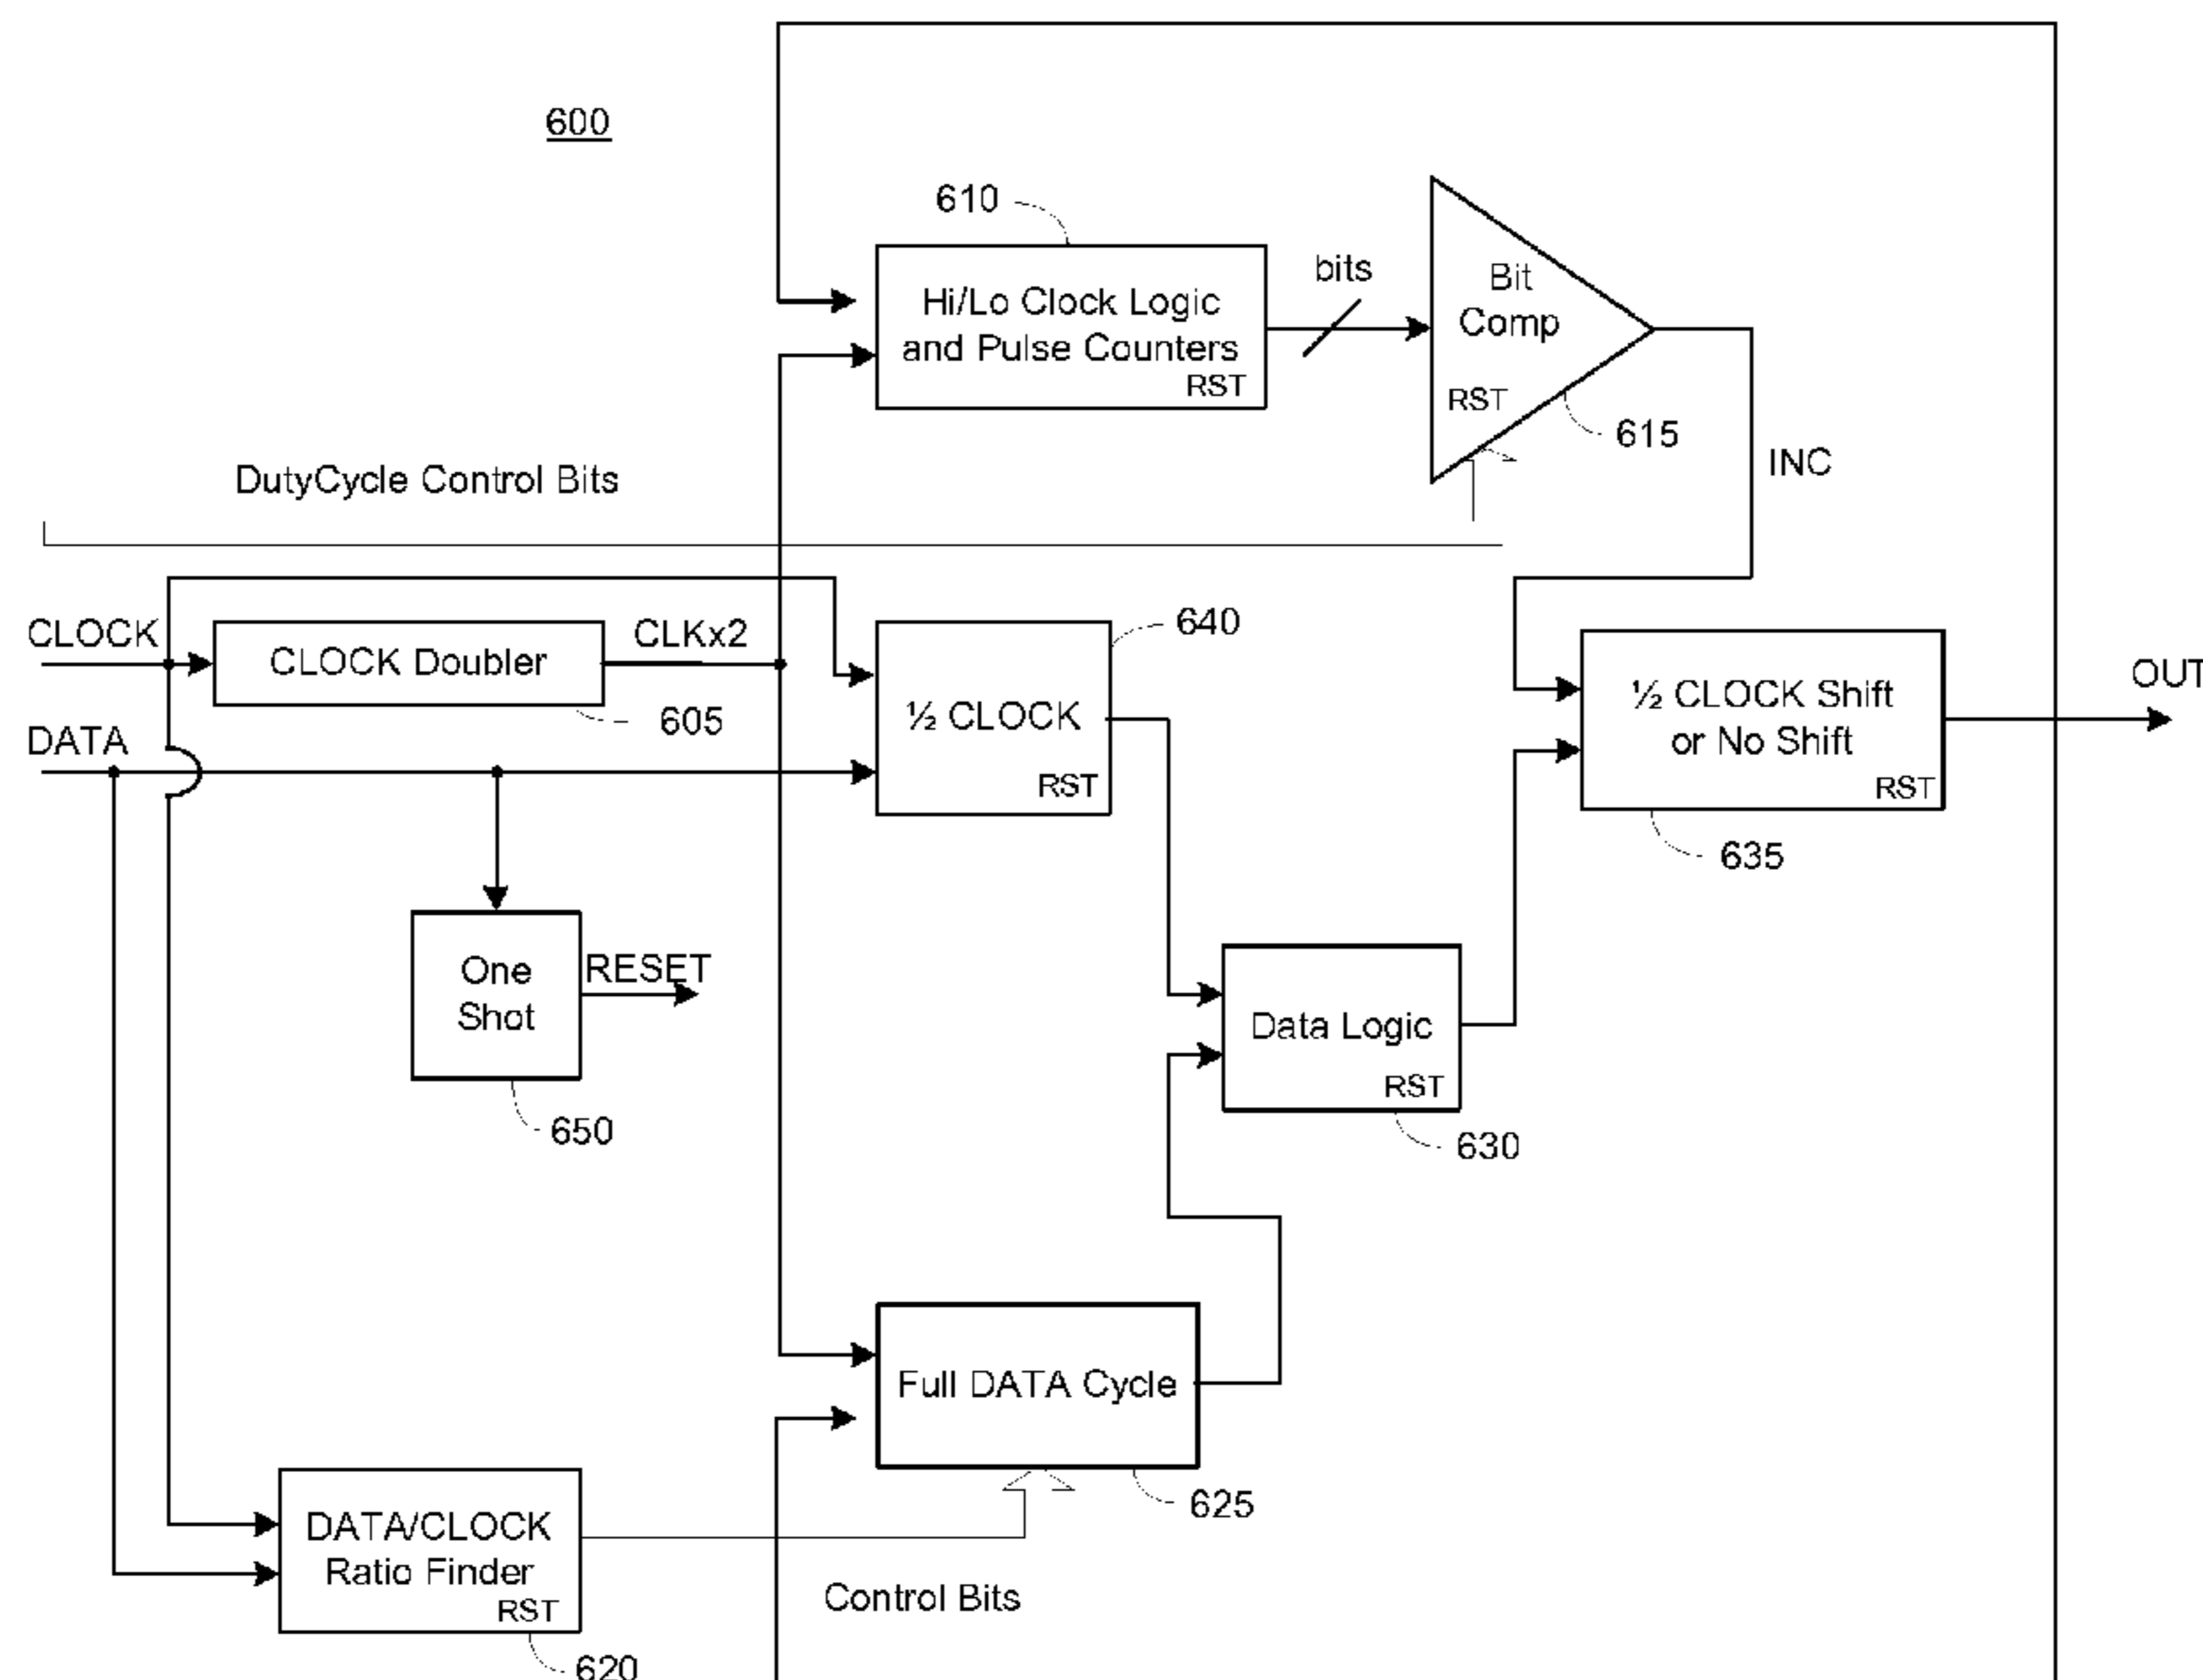 600
610
bits
Hi/Lo Clock Logic
and Pulse Counters
RST
Bit
Comp
RST
615
INC
DutyCycle Control Bits
CLOCK
CLOCK Doubler
CLKx2
605
640
½ CLOCK
RST
DATA
½ CLOCK Shift
or No Shift
RST
OUT
635
One
Shot
RESET
650
Data Logic
RST
630
Full DATA Cycle
625
DATA/CLOCK
Ratio Finder
RST
Control Bits
620